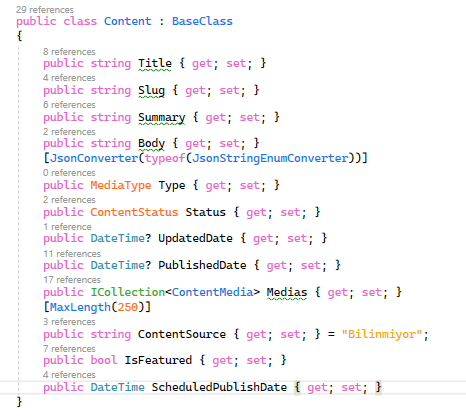 29 references
public class Content : BaseClass
{
8 references
public string Title { get; set; }
4 references
public string Slug { get; set; }
6 references
public string Summary { get; set; }
2 references
public string Body { get; set; }
[JsonConverter(typeof(JsonStringEnumConverter))]
0 references
public MediaType Type { get; set; }
2 references
public ContentStatus Status { get; set; }
1 reference
public DateTime? UpdatedDate { get; set; }
11 references
public DateTime? PublishedDate { get; set; }
17 references
public ICollection<ContentMedia> Medias { get; set; }
[MaxLength(250)]
3 references
public string ContentSource { get; set; } = "Bilinmiyor";
7 references
public bool IsFeatured { get; set; }
4 references
public DateTime ScheduledPublishDate { get; set; }
}